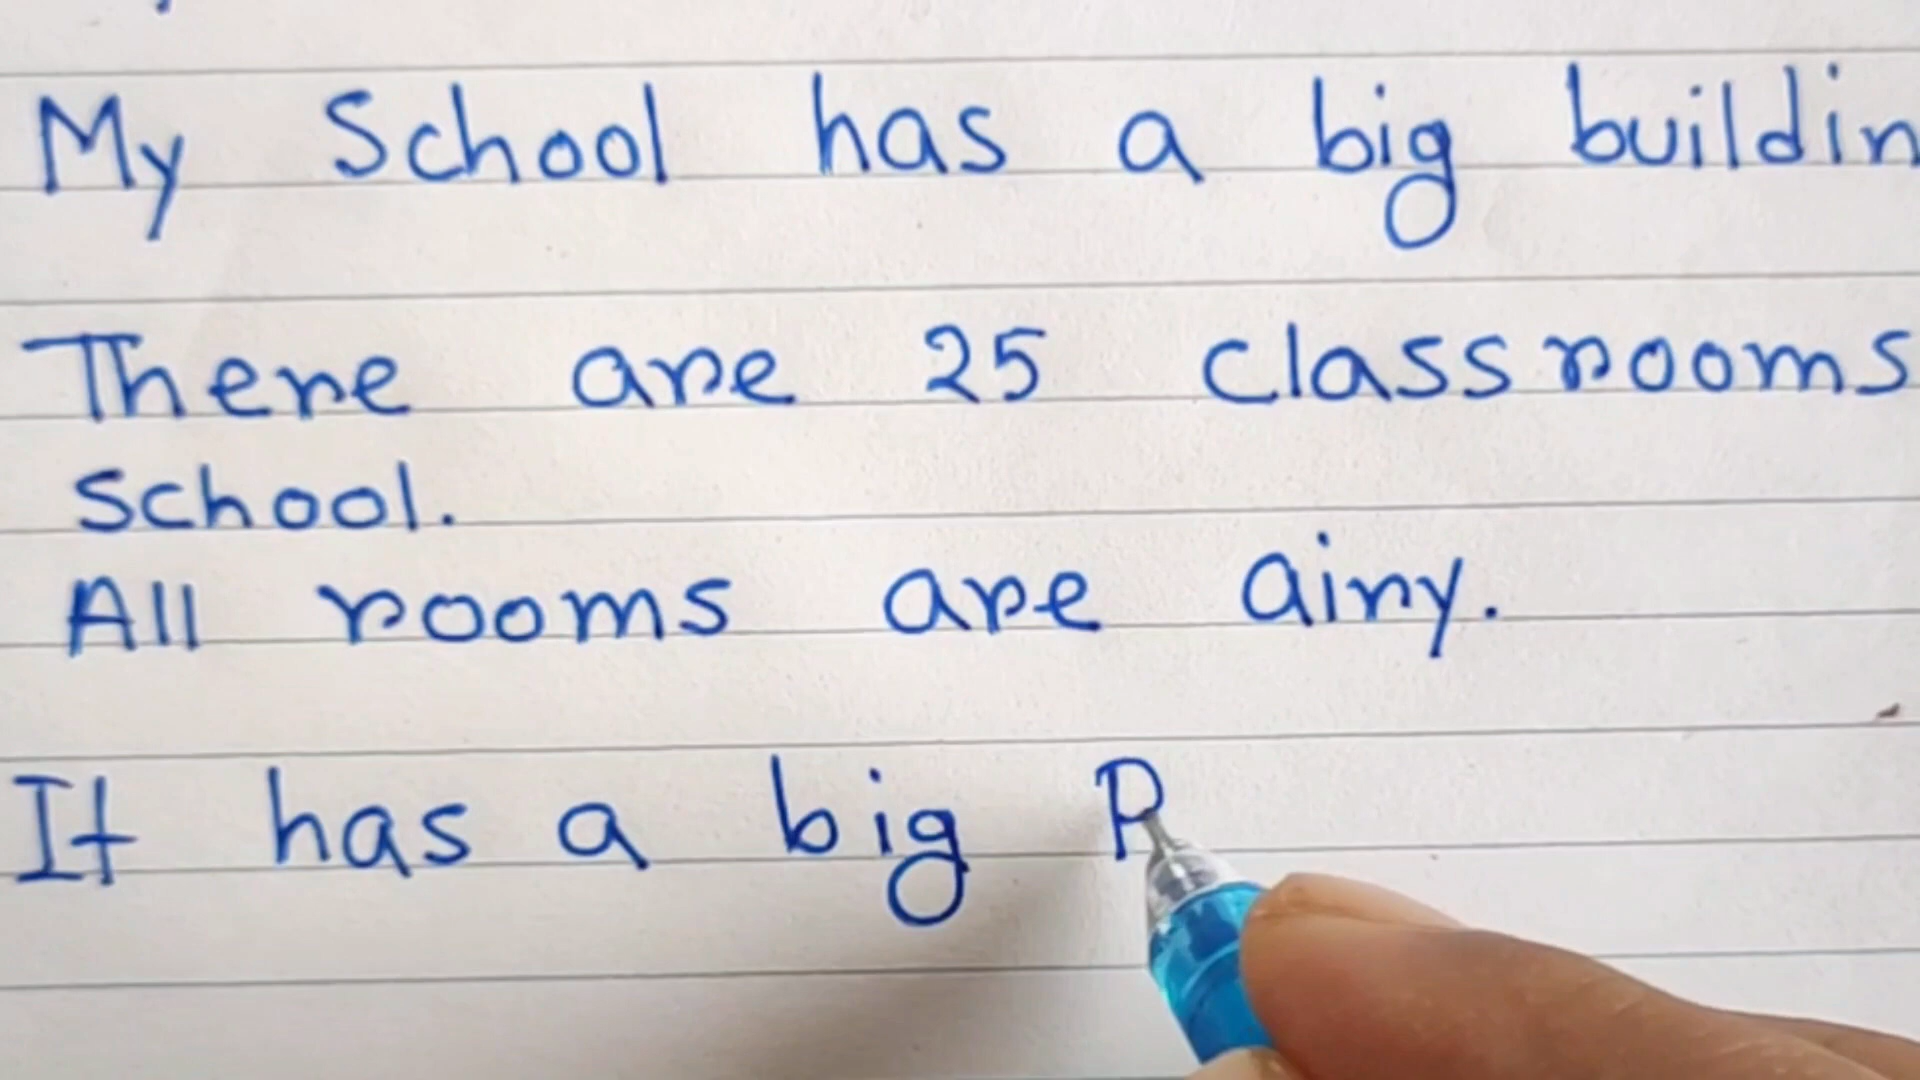 My School has a big buildin
There are 25 classrooms
school.
All rooms are airy.
It has a big P